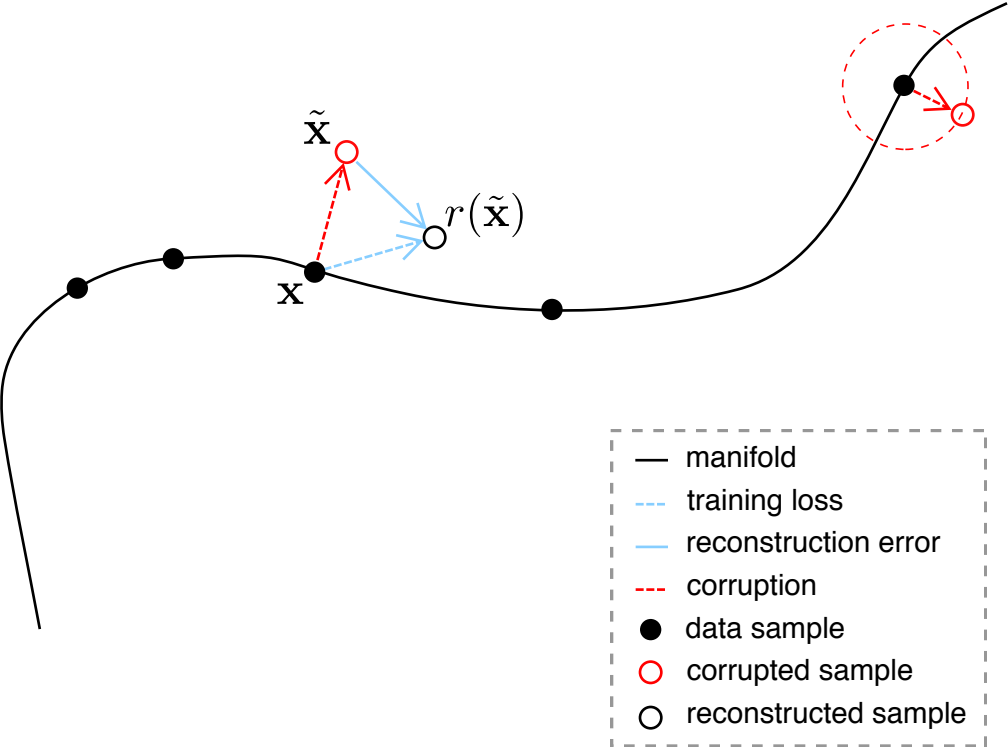 x̃
r(x̃)
x
manifold
training loss
reconstruction error
corruption
data sample
corrupted sample
reconstructed sample